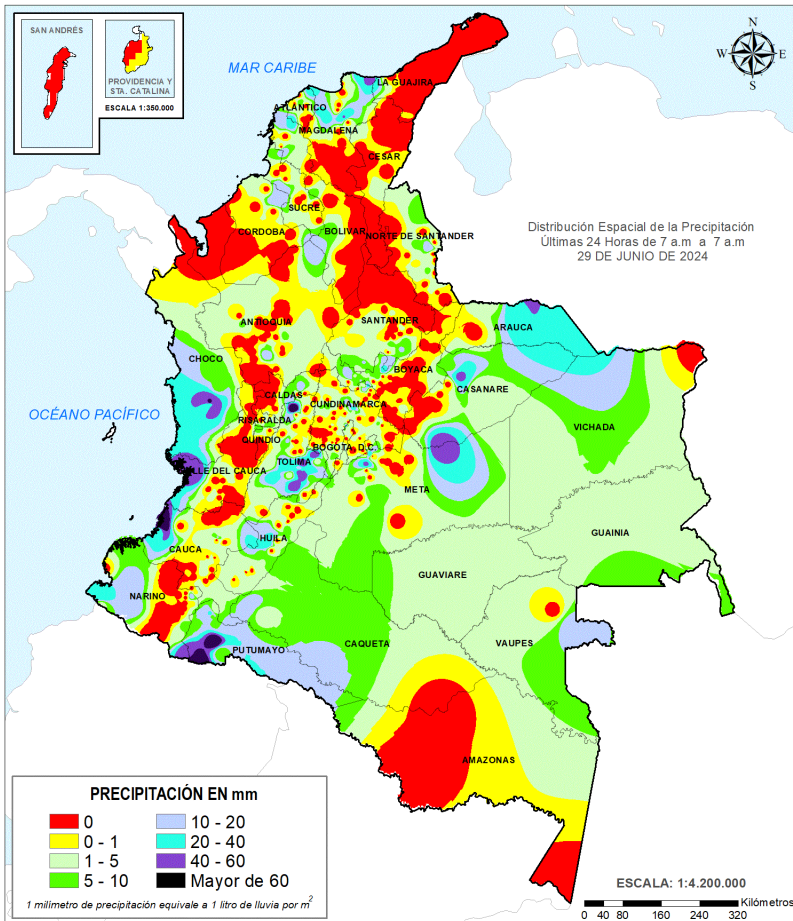 SAN ANDRÉS
PROVIDENCIA Y
STA. CATALINA
ESCALA 1:350.000
N
W E
S
MAR CARIBE
LA GUAJIRA
ATLÁNTICO
MAGDALENA
CESAR
SUCRE
CORDOBA
BOLIVAR
NORTE DE SANTANDER
Distribución Espacial de la Precipitación
Últimas 24 Horas de 7 a.m a 7 a.m
29 DE JUNIO DE 2024
ANTIOQUIA
SANTANDER
ARAUCA
CHOCO
BOYACA
CASANARE
CALDAS
CUNDINAMARCA
OCÉANO PACÍFICO
RISARALDA
VICHADA
QUINDIO
BOGOTA, D.C.
TOLIMA
VALLE DEL CAUCA
META
GUAINIA
HUILA
CAUCA
GUAVIARE
NARINO
CAQUETA
VAUPES
PUTUMAYO
AMAZONAS
PRECIPITACIÓN EN mm
0
10 - 20
0 - 1
20 - 40
1 - 5
40 - 60
5 - 10
Mayor de 60
1 milimetro de precipitación equivale a 1 litro de lluvia por m2
ESCALA: 1:4.200.000
Kilómetros
0 40 80 160 240 320